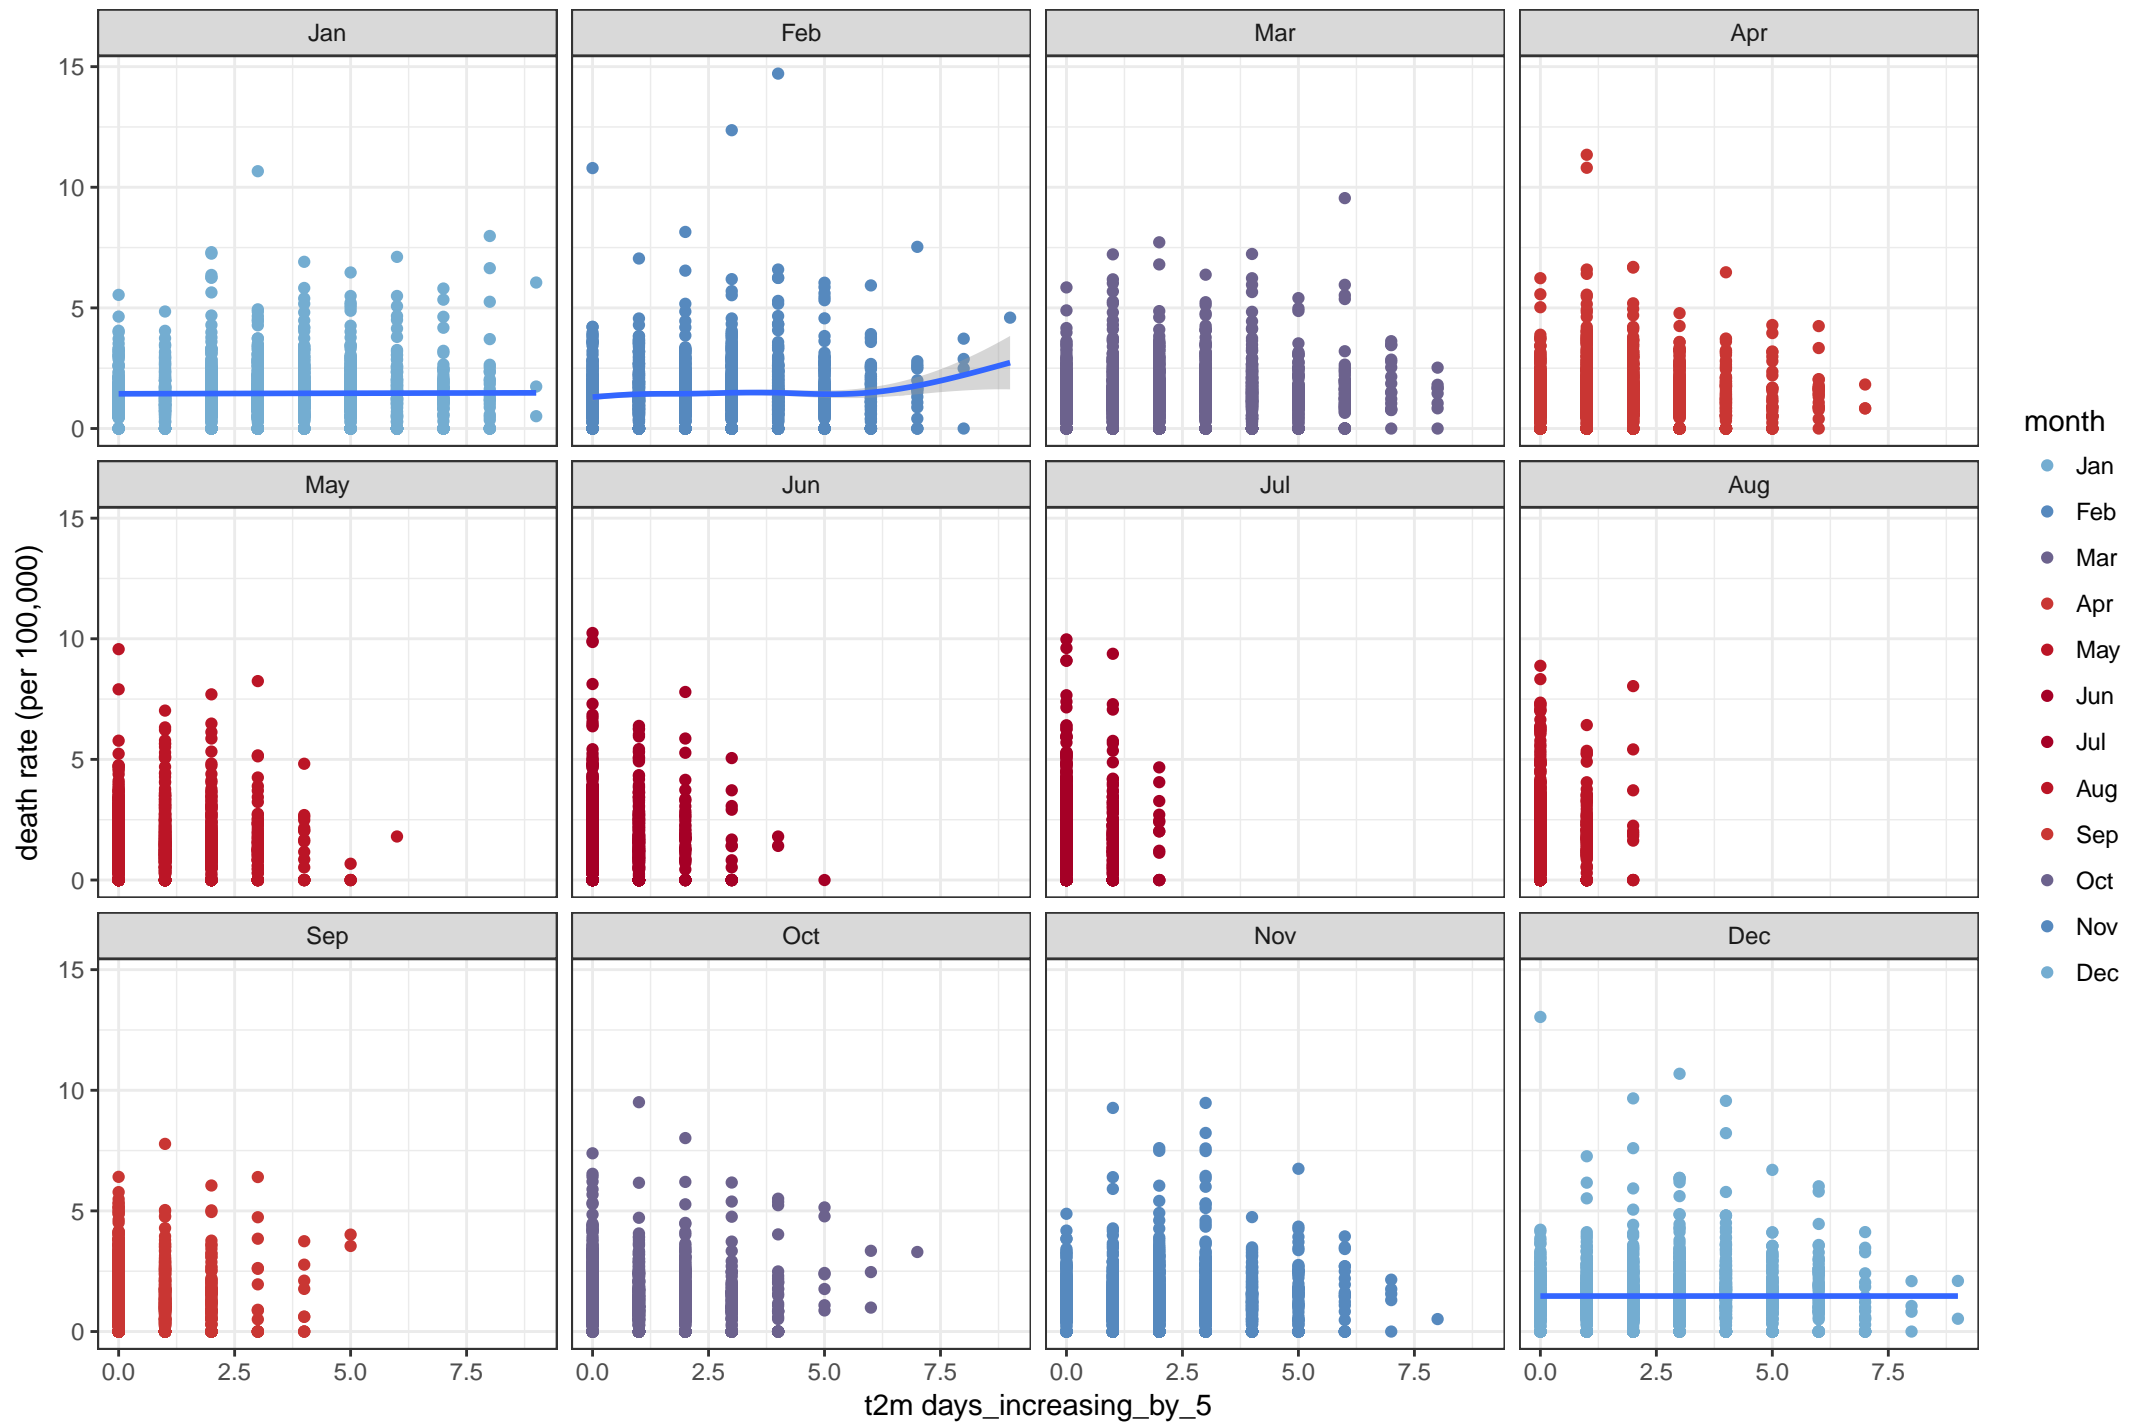 Jan Feb Mar Apr
15
10
5
0
May Jun Jul Aug
15
10
5
0
Sep Oct Nov Dec
15
10
5
0
0.0 2.5 5.0 7.5 0.0 2.5 5.0 7.5 0.0 2.5 5.0 7.5 0.0 2.5 5.0 7.5
t2m days_increasing_by_5
death rate (per 100,000)
month
Jan
Feb
Mar
Apr
May
Jun
Jul
Aug
Sep
Oct
Nov
Dec